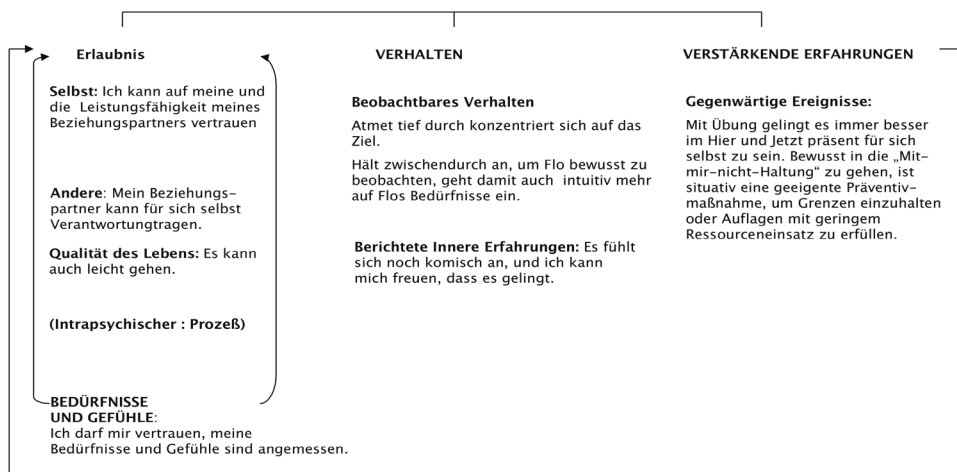 Erlaubnis
Selbst: Ich kann auf meine und
die Leistungsfähigkeit meines
Beziehungspartners vertrauen
Andere: Mein Beziehungs-
partner kann für sich selbst
Verantwortungtragen.
Qualität des Lebens: Es kann
auch leicht gehen.
(Intrapsychischer : Prozeß)
BEDÜRFNISSE
UND GEFÜHLE:
Ich darf mir vertrauen, meine
Bedürfnisse und Gefühle sind angemessen.
VERHALTEN
Beobachtbares Verhalten
Atmet tief durch konzentriert sich auf das
Ziel.
Hält zwischendurch an, um Flo bewusst zu
beobachten, geht damit auch intuitiv mehr
auf Flos Bedürfnisse ein.
Berichtete Innere Erfahrungen: Es fühlt
sich noch komisch an, und ich kann
mich freuen, dass es gelingt.
VERSTÄRKENDE ERFAHRUNGEN
Gegenwärtige Ereignisse:
Mit Übung gelingt es immer besser
im Hier und Jetzt präsent für sich
selbst zu sein. Bewusst in die „Mit-
mir-nicht-Haltung“ zu gehen, ist
situativ eine geeigente Präventiv-
maßnahme, um Grenzen einzuhalten
oder Auflagen mit geringem
Ressourceneinsatz zu erfüllen.